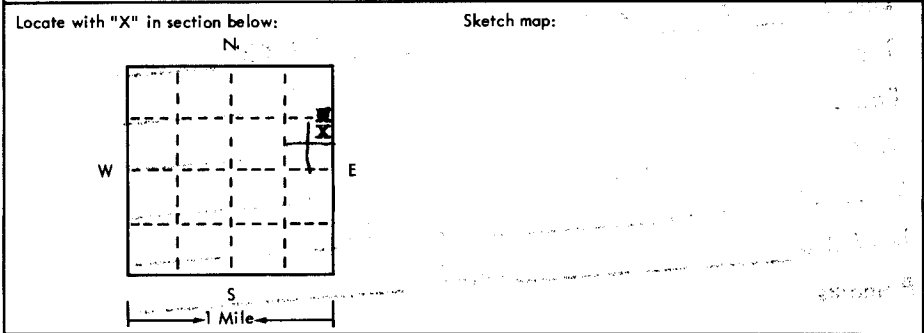 Locate with "X" in section below: Sketch map:
N.
X
W E
S
1 Mile